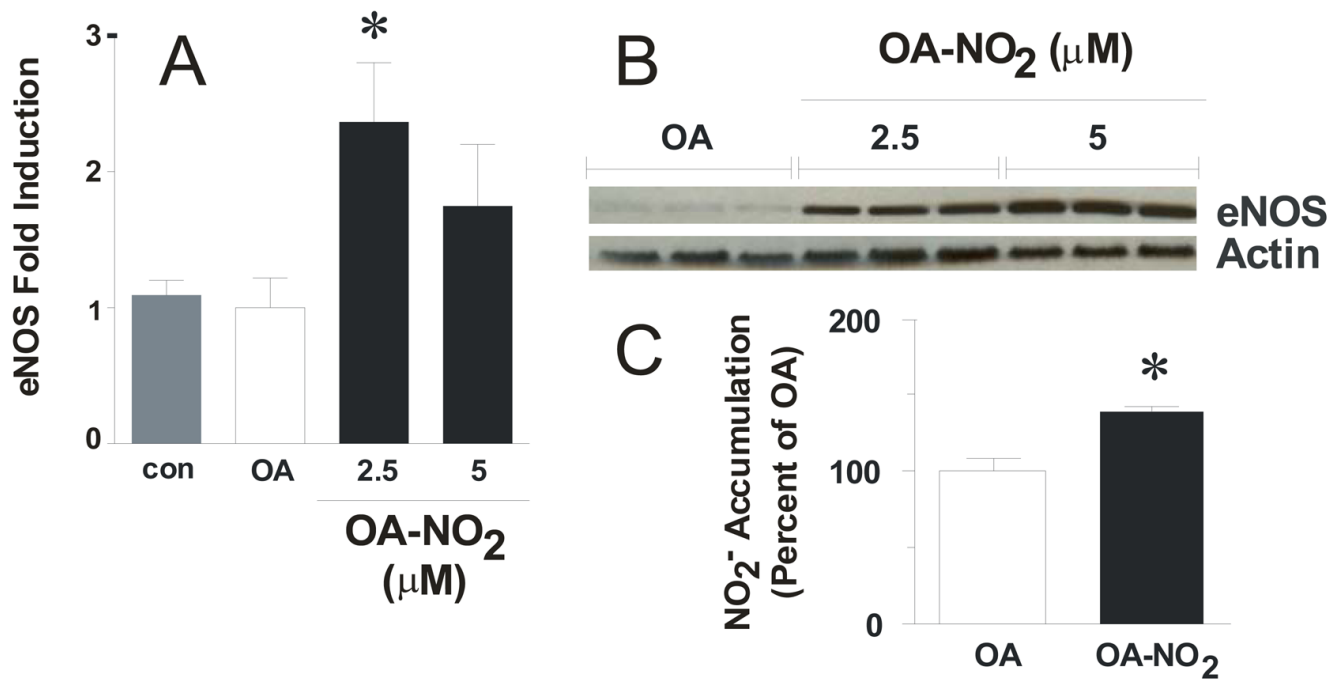 A
eNOS Fold Induction
3
2
1
0
*
con OA 2.5 5
OA-NO2
(μM)
B
OA-NO2 (μM)
OA 2.5 5
eNOS
Actin
C
NO2- Accumulation
(Percent of OA)
200
100
0
*
OA OA-NO2